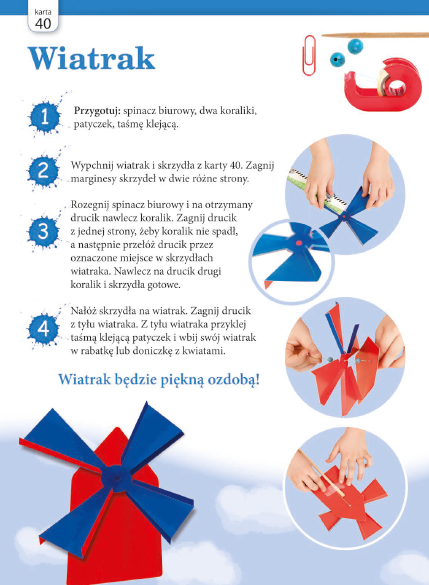 karta
40
Wiatrak
1
Przygotuj: spinacz biurowy, dwa koraliki,
patyczek, taśmę klejącą.
2
Wypchnij wiatrak i skrzydła z karty 40. Zagnij
marginesy skrzydeł w dwie różne strony.
3
Rozegnij spinacz biurowy i na otrzymany
drucik nawlecz koralik. Zagnij drucik
z jednej strony, żeby koralik nie spadł,
a następnie przełóż drucik przez
oznaczone miejsce w skrzydłach
wiatraka. Nawlecz na drucik drugi
koralik i skrzydła gotowe.
4
Nałóż skrzydła na wiatrak. Zagnij drucik
z tyłu wiatraka. Z tyłu wiatraka przyklej
taśmą klejącą patyczek i wbij swój wiatrak
w rabatkę lub doniczkę z kwiatami.
Wiatrak będzie piękną ozdobą!